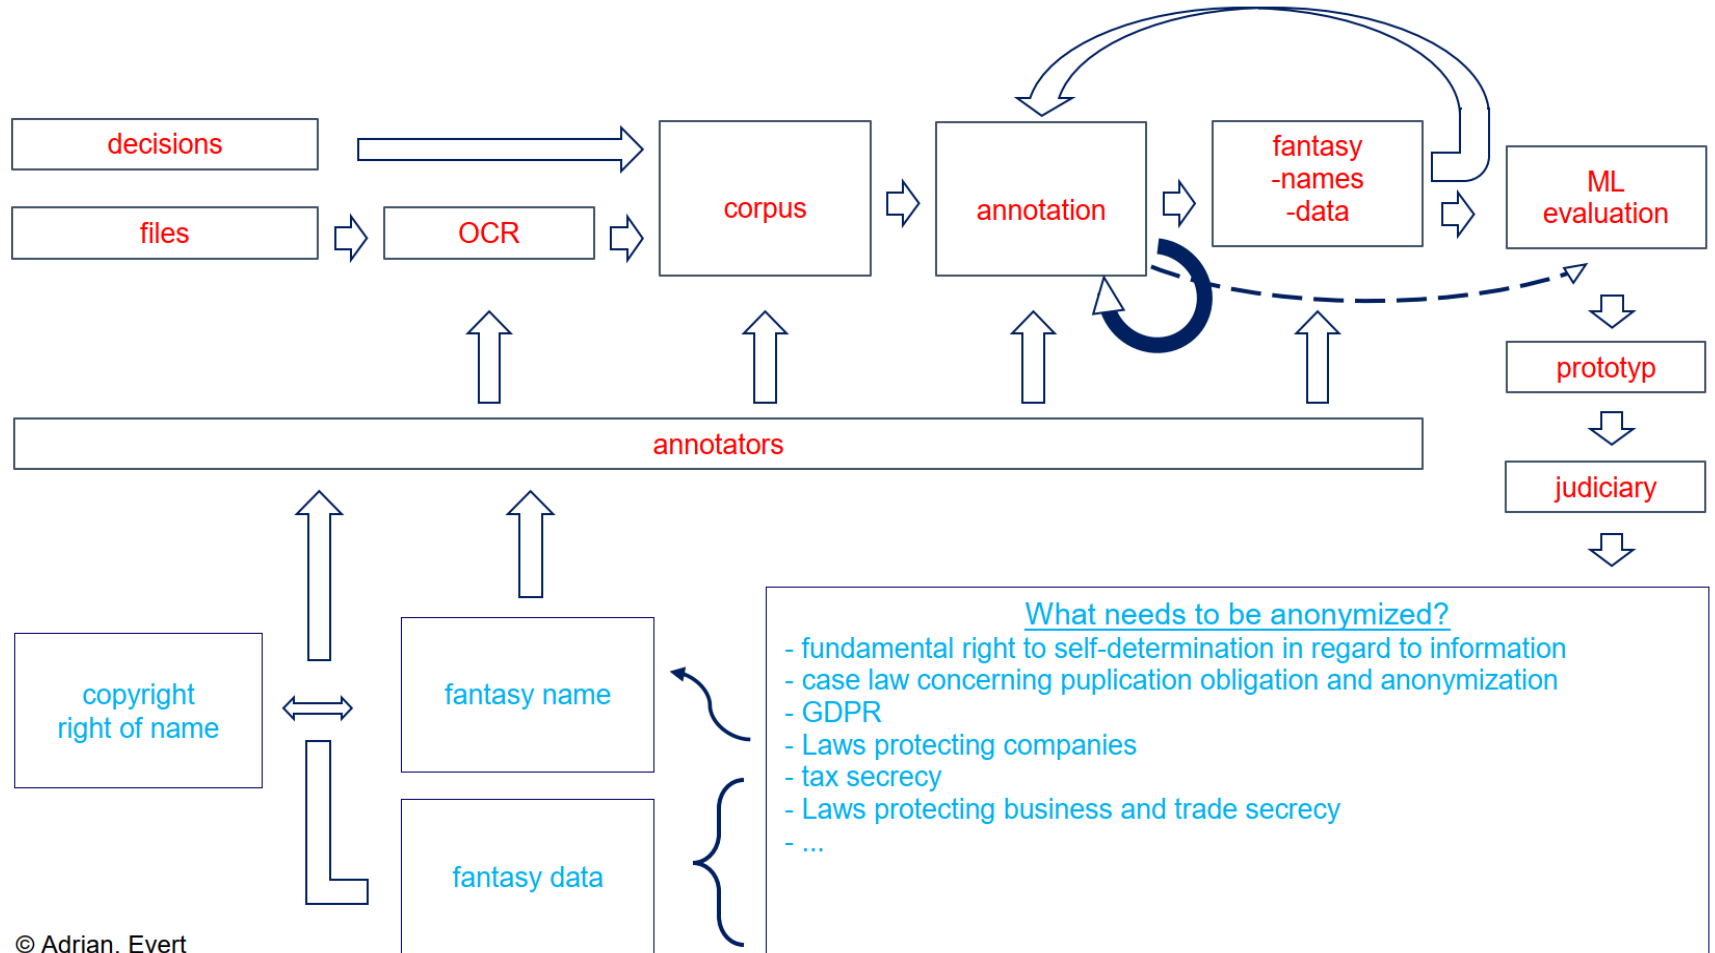 decisions
files
OCR
corpus
annotation
fantasy
-names
-data
ML
evaluation
prototyp
judiciary
annotators
copyright
right of name
fantasy name
fantasy data
What needs to be anonymized?
- fundamental right to self-determination in regard to information
- case law concerning puplication obligation and anonymization
- GDPR
- Laws protecting companies
- tax secrecy
- Laws protecting business and trade secrecy
- ...
© Adrian, Evert